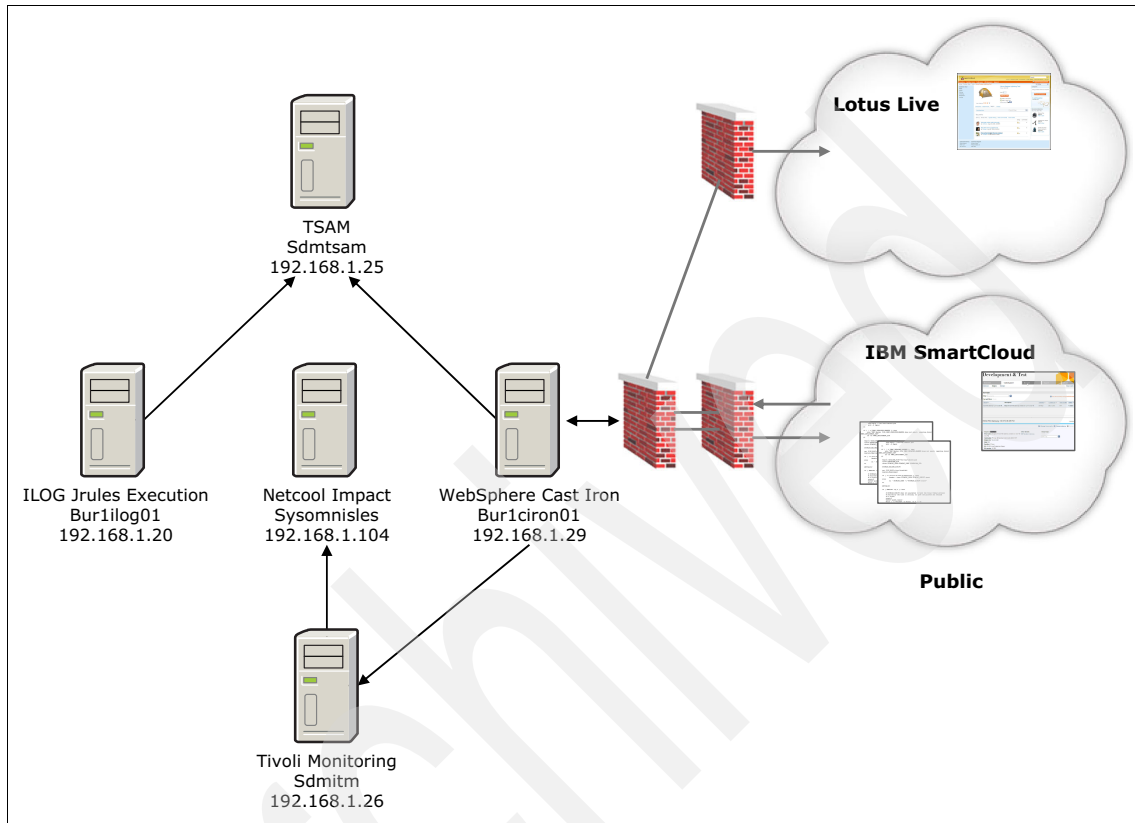 Lotus Live
TSAM
Sdmtsam
192.168.1.25
IBM SmartCloud
Development & Test
ILOG Jrules Execution
Bur1ilog01
192.168.1.20
Netcool Impact
Sysomnisles
192.168.1.104
WebSphere Cast Iron
Bur1ciron01
192.168.1.29
Public
Tivoli Monitoring
Sdmitm
192.168.1.26